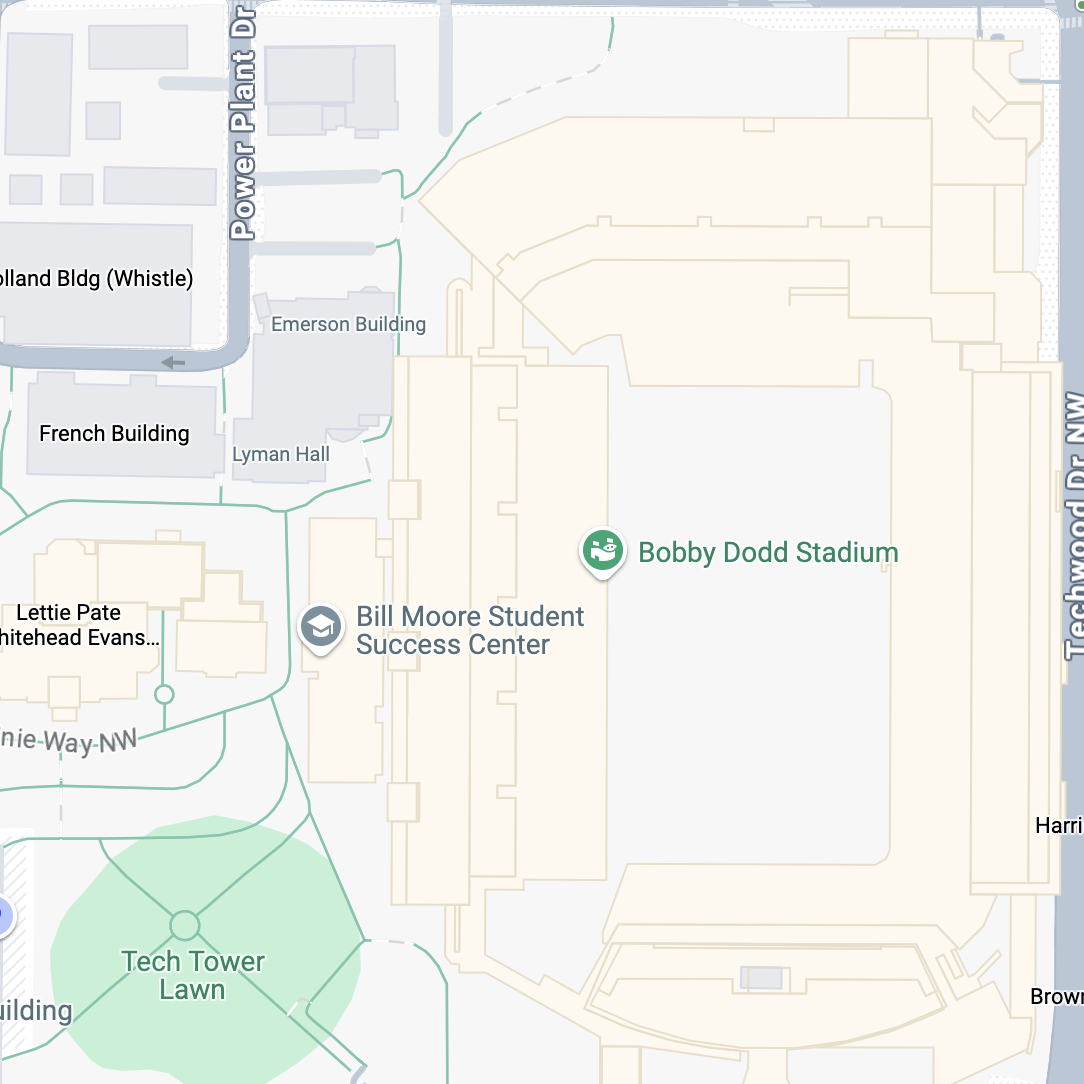 Power Plant Dr
olland Bldg (Whistle)
Emerson Building
French Building
Lyman Hall
Techwood Dr NW
Bobby Dodd Stadium
Lettie Pate
hitehead Evans...
Bill Moore Student
Success Center
nie Way NW
Harri
Tech Tower
Lawn
Brown
uilding